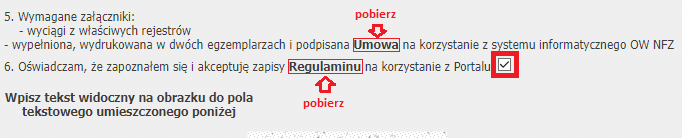 pobierz
5. Wymagane załączniki:
- wyciągi z właściwych rejestrów
- wypełniona, wydrukowana w dwóch egzemplarzach i podpisana Umowa na korzystanie z systemu informatycznego OW NFZ
6. Oświadczam, że zapoznałem się i akceptuję zapisy Regulaminu na korzystanie z Portalu
pobierz
Wpisz tekst widoczny na obrazku do pola
tekstowego umieszczonego poniżej